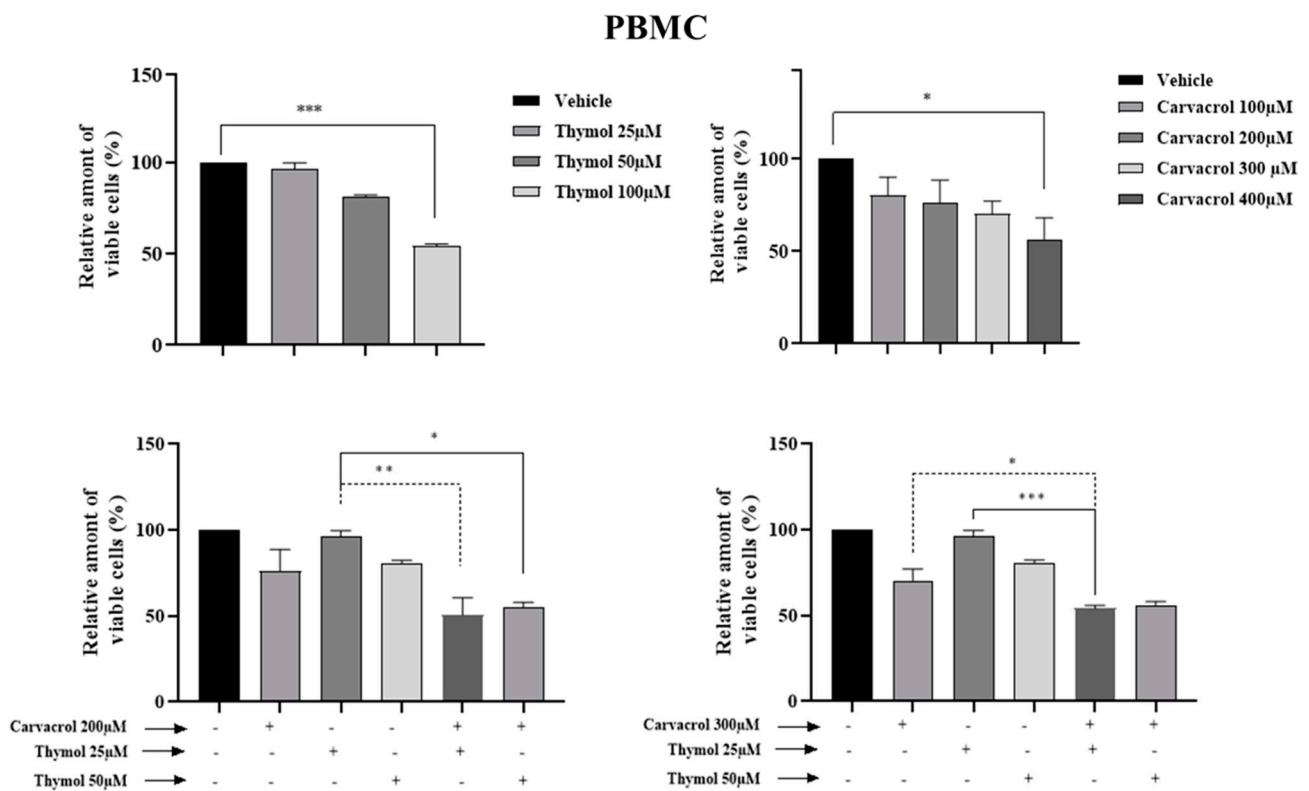 PBMC
Relative amont of
viable cells (%)
150
100
50
0
***
Vehicle
Thymol 25µM
Thymol 50µM
Thymol 100µM
Relative amont of
viable cells (%)
100
50
0
*
Vehicle
Carvacrol 100µM
Carvacrol 200µM
Carvacrol 300 µM
Carvacrol 400µM
Relative amont of
viable cells (%)
150
100
50
0
*
**
Carvacrol 200µM - + - - + +
Thymol 25µM - - + - + -
Thymol 50µM - - - + - +
Relative amont of
viable cells (%)
150
100
50
0
*
***
Carvacrol 300µM - + - - + +
Thymol 25µM - - + - + -
Thymol 50µM - - - + - +